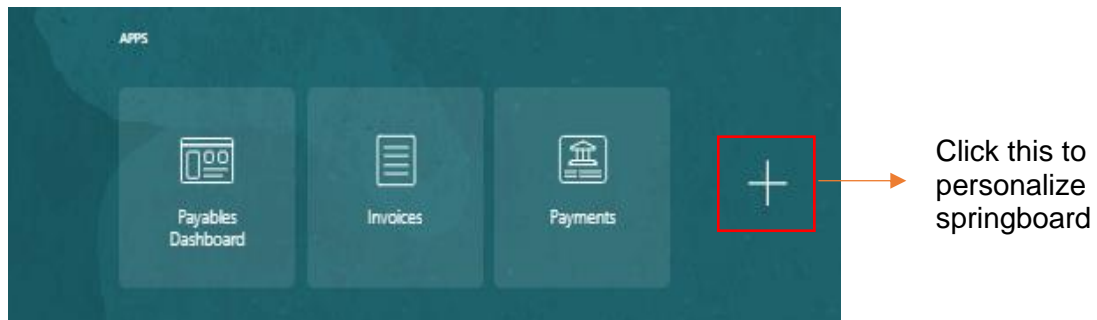 APPS
Payables
Dashboard
Invoices
Payments
Click this to
personalize
springboard